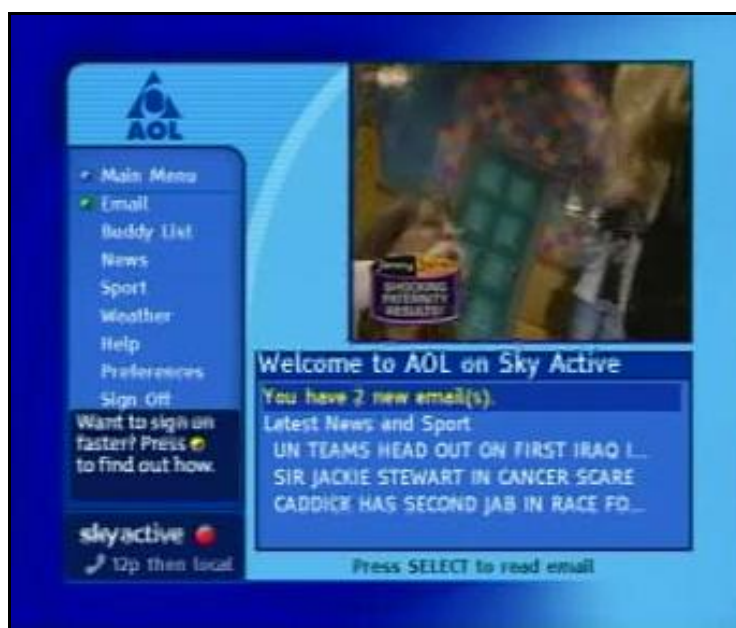 AOL
Main Menu
Email
Buddy List
News
Sport
Weather
Help
Preferences
Sign Off
Want to sign on
faster? Press
to find out how.
skyactive
12p then local
Jenny
SHOCKING
PATERNITY
RESULTS!
Welcome to AOL on Sky Active
You have 2 new email(s).
Latest News and Sport
UN TEAMS HEAD OUT ON FIRST IRAQ I...
SIR JACKIE STEWART IN CANCER SCARE
CADDICK HAS SECOND JAB IN RACE FO...
Press SELECT to read email